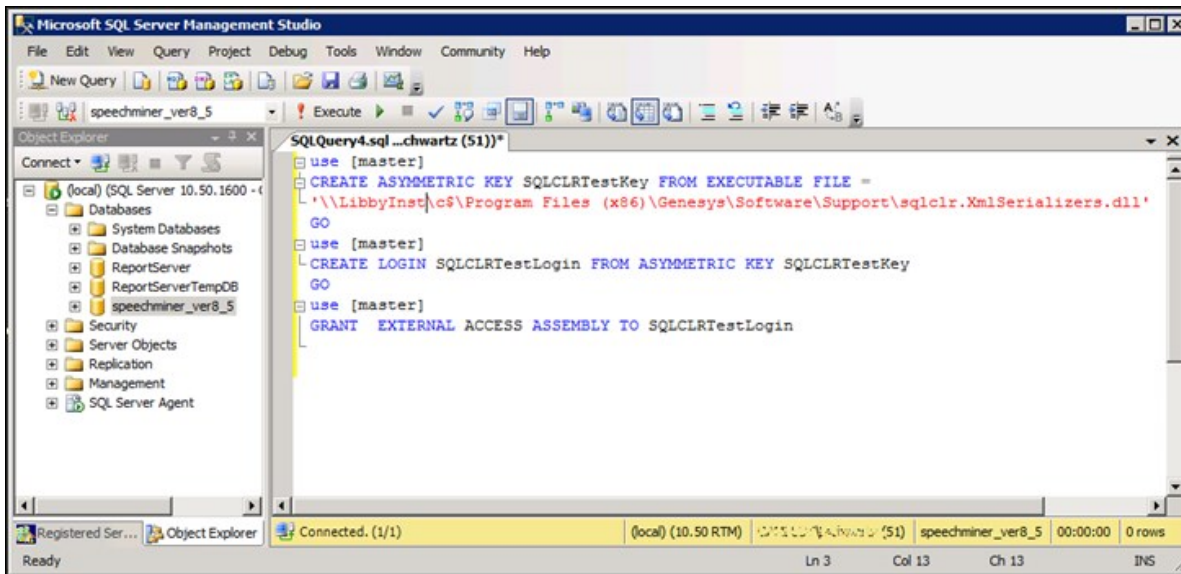 Microsoft SQL Server Management Studio
File Edit View Query Project Debug Tools Window Community Help
New Query
speechminer_ver8_5 Execute
Object Explorer
SQLQuery4.sql ...chwartz (51))*
Connect
(local) (SQL Server 10.50.1600 - (
Databases
System Databases
Database Snapshots
ReportServer
ReportServerTempDB
speechminer_ver8_5
Security
Server Objects
Replication
Management
SQL Server Agent
use [master]
CREATE ASYMMETRIC KEY SQLCLRTestKey FROM EXECUTABLE FILE =
'\\LibbyInst\c$\Program Files (x86)\Genesys\Software\Support\sqlclr.XmlSerializers.dll'
GO
use [master]
CREATE LOGIN SQLCLRTestLogin FROM ASYMMETRIC KEY SQLCLRTestKey
GO
use [master]
GRANT EXTERNAL ACCESS ASSEMBLY TO SQLCLRTestLogin
Registered Ser... Object Explorer
Connected. (1/1) (local) (10.50 RTM) (51) speechminer_ver8_5 00:00:00 0 rows
Ready Ln 3 Col 13 Ch 13 INS